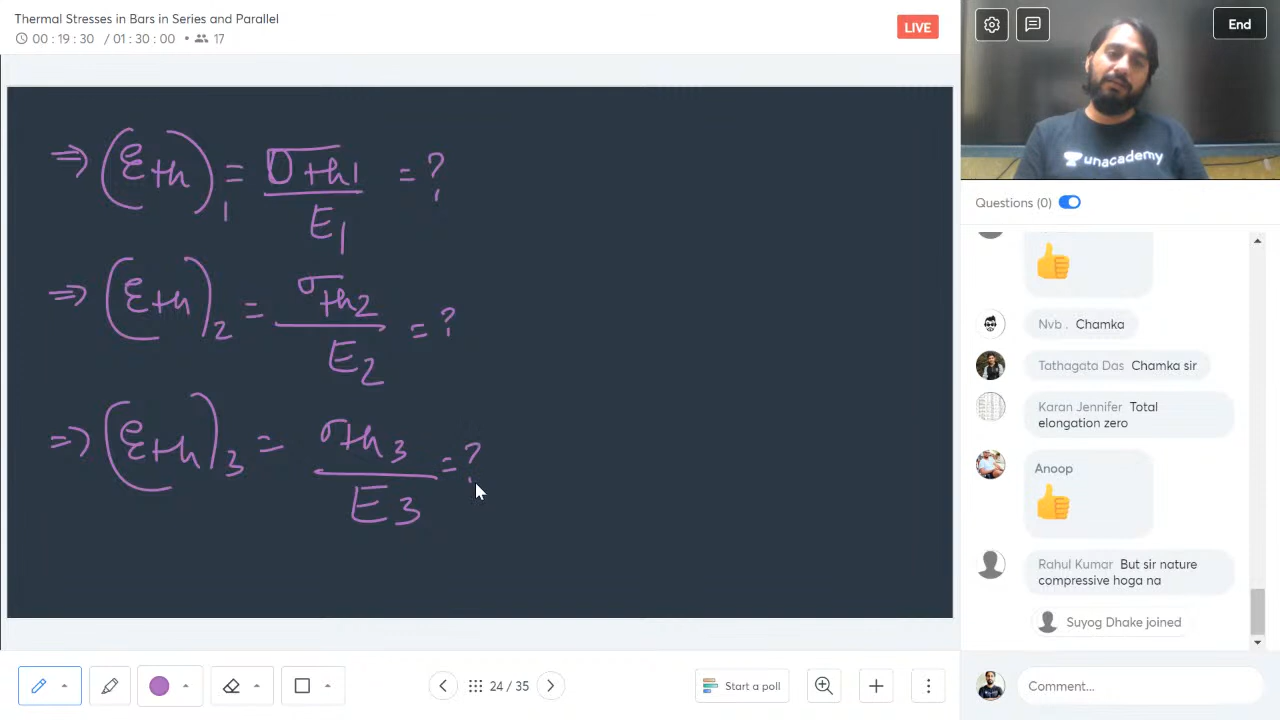 Thermal Stresses in Bars in Series and Parallel
00 : 19 : 30 / 01 : 30 : 00 • 17
LIVE
End
unacademy
⇒ (εth)₁ = σth1 / E₁ = ?
⇒ (εth)₂ = σth₂ / E₂ = ?
⇒ (εth)₃ = σth₃ / E₃ = ?
Questions (0)
Nvb . Chamka
Tathagata Das Chamka sir
Karan Jennifer Total
elongation zero
Anoop
Rahul Kumar But sir nature
compressive hoga na
Suyog Dhake joined
24 / 35
Start a poll
Comment...